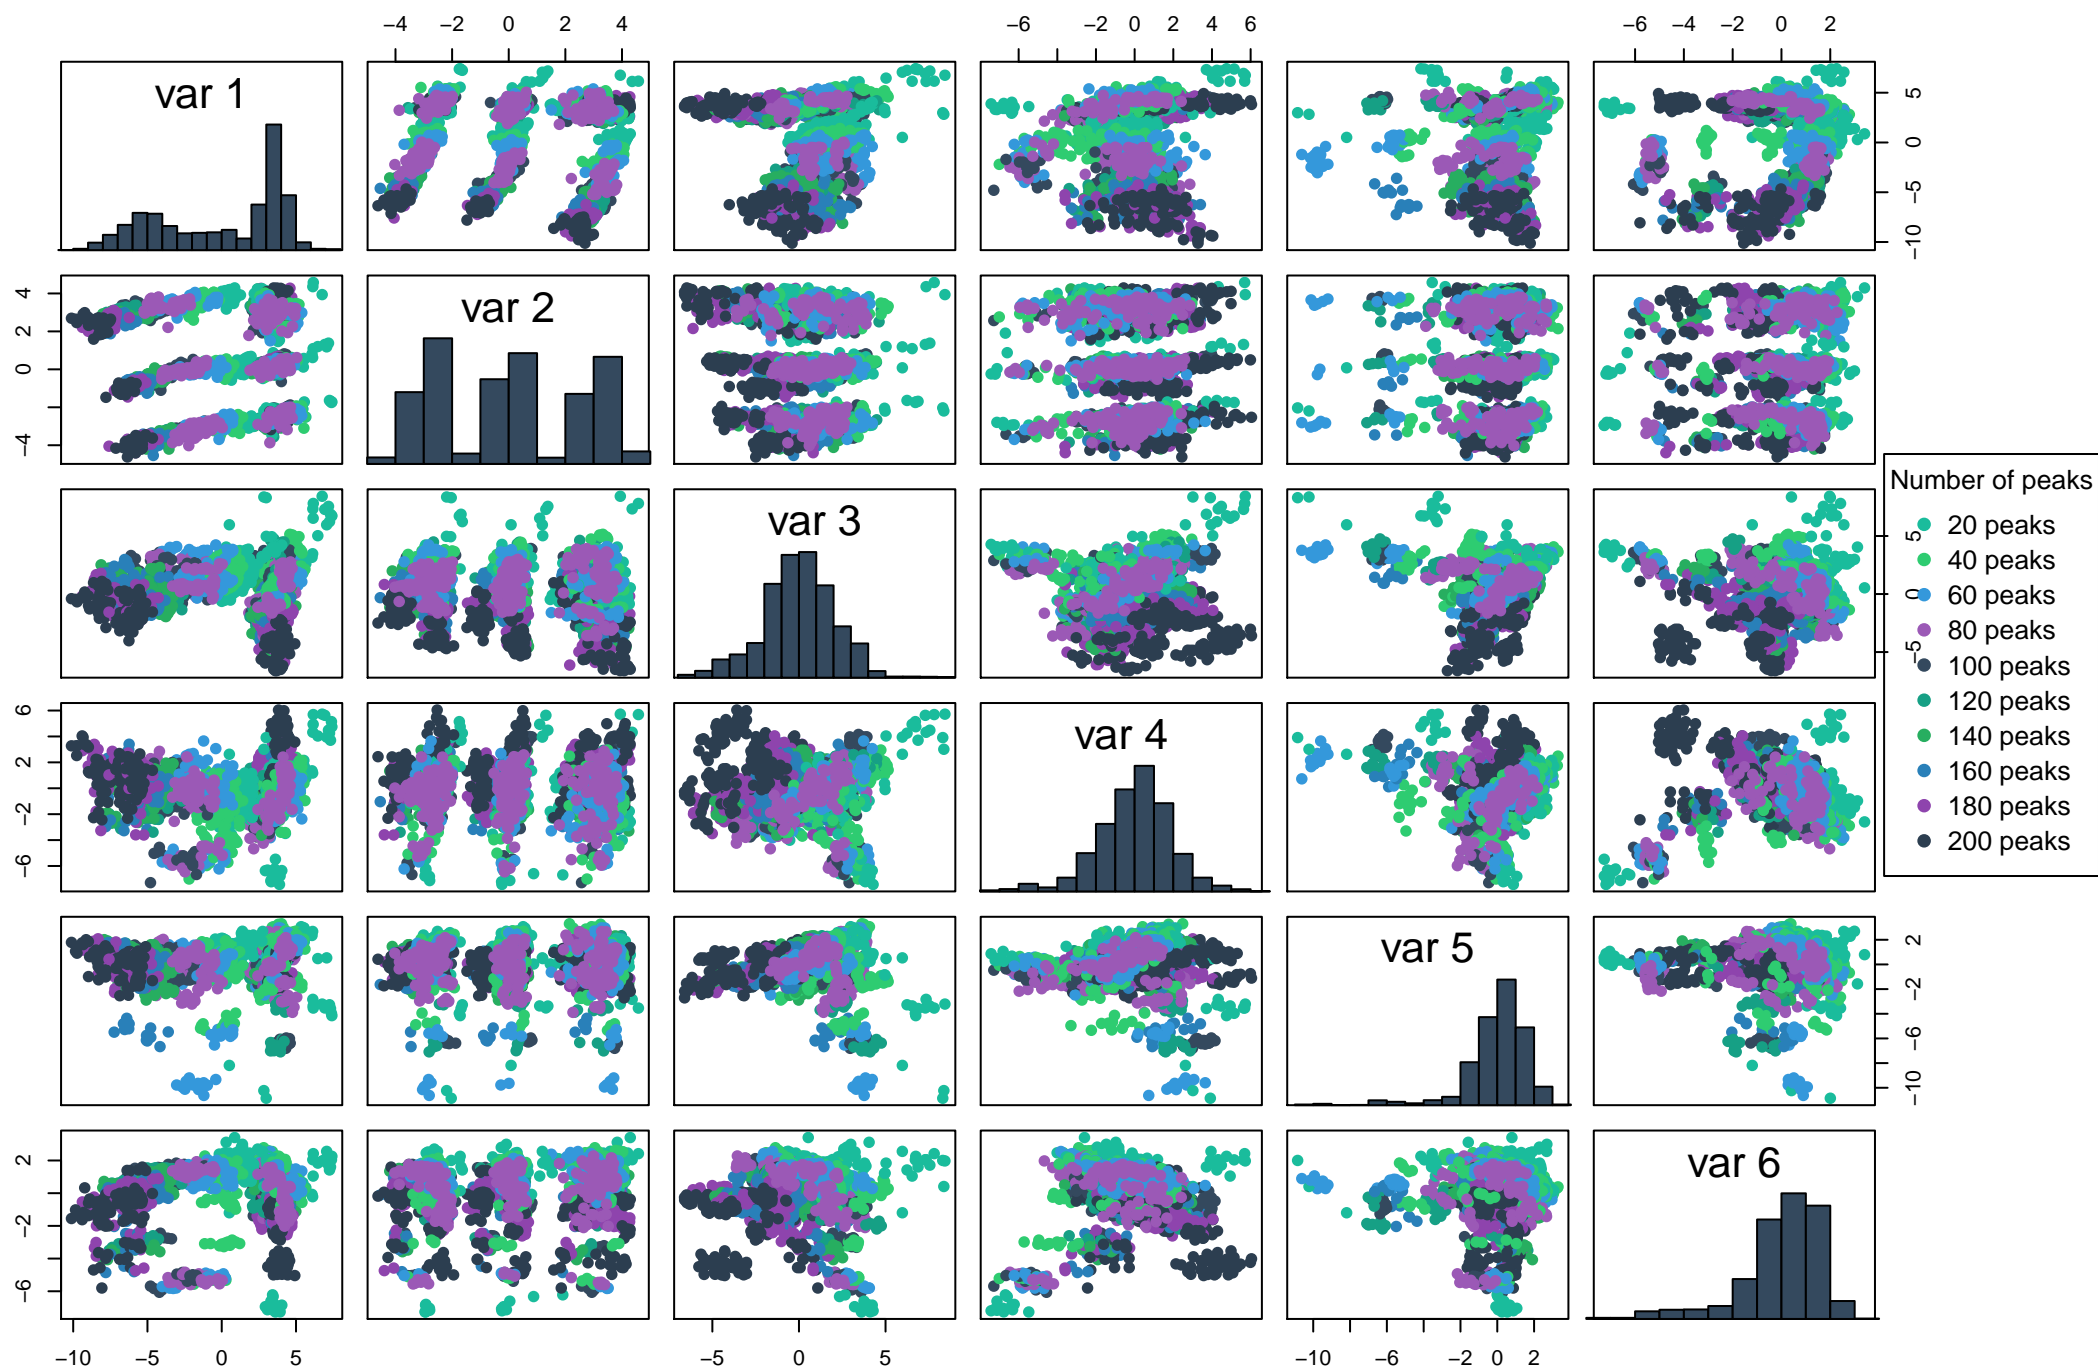 −4 −2 0 2 4
−6 −2 0 2 4 6
−6 −4 −2 0 2
var 1
5
0
−5
−10
4
2
0
−4
var 2
var 3
5
0
−5
Number of peaks
20 peaks
40 peaks
60 peaks
80 peaks
100 peaks
120 peaks
140 peaks
160 peaks
180 peaks
200 peaks
6
2
−2
−6
var 4
var 5
2
−2
−6
−10
2
−2
−6
var 6
−10 −5 0 5
−5 0 5
−10 −6 −2 0 2